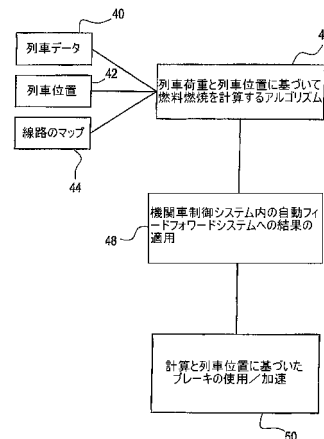 40
列車データ
42
列車位置
線路のマップ
44
4
列車荷重と列車位置に基づいて
燃料燃焼を計算するアルゴリズム
機関車制御システム内の自動フィ
ードフォワードシステムへの結果の
適用
48
計算と列車位置に基づいた
ブレーキの使用／加速
50